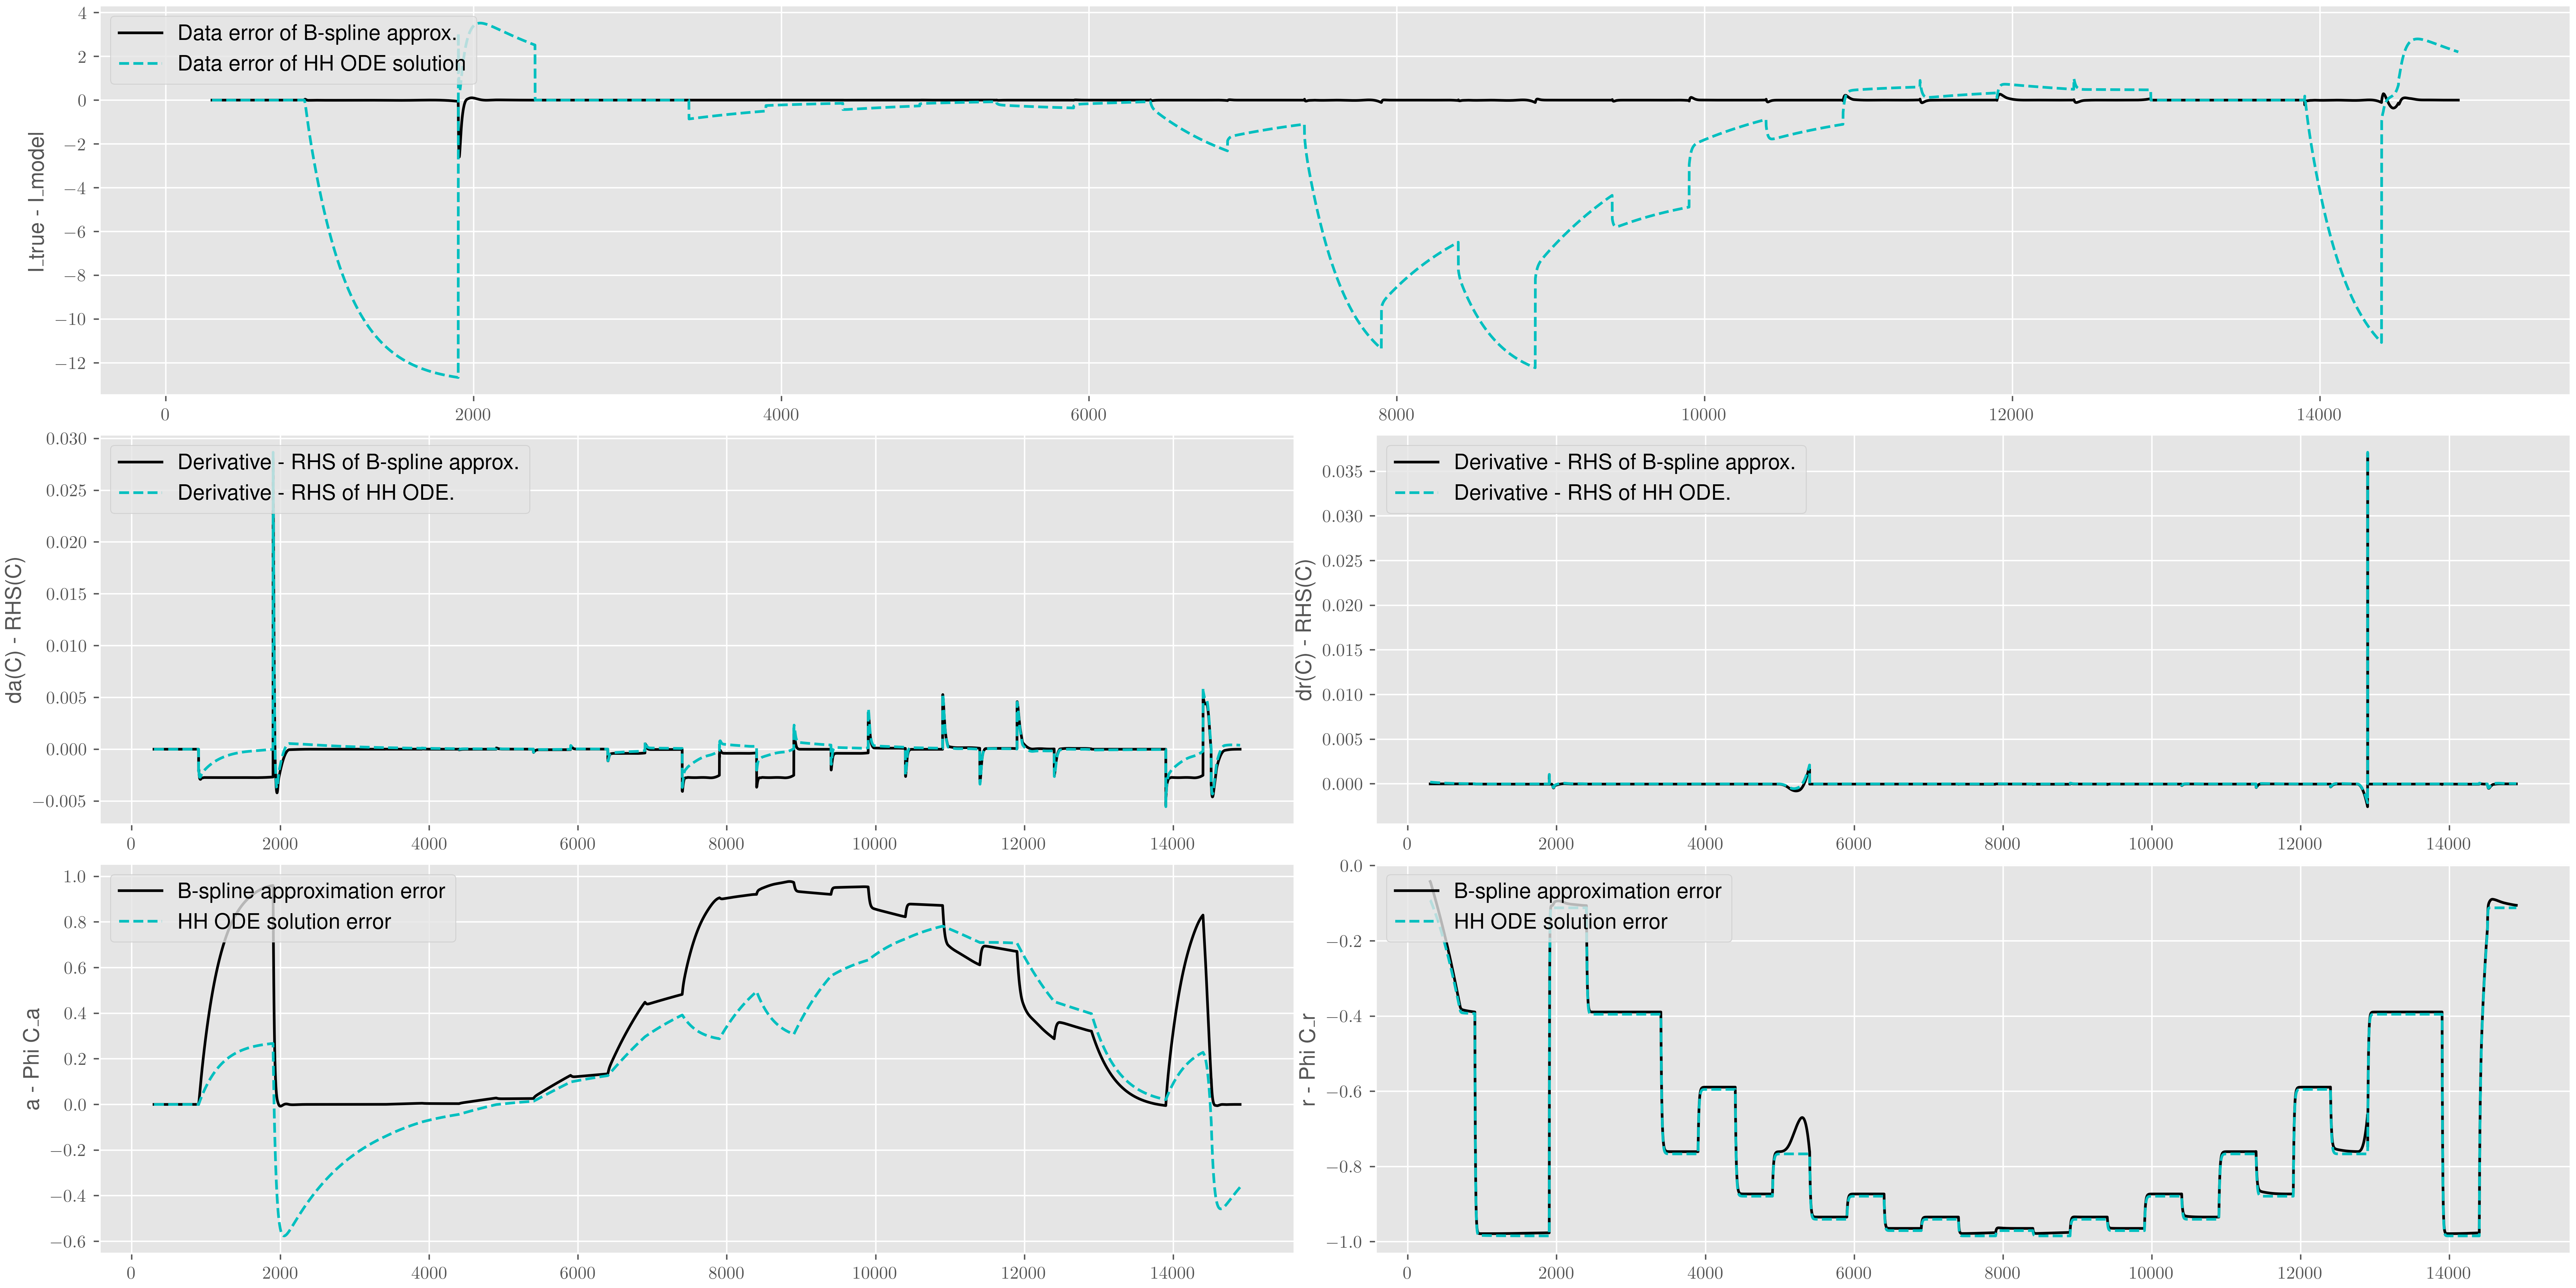 Data error of B-spline approx.
Data error of HH ODE solution
I_true - I_model
4
2
0
−2
−4
−6
−8
−10
−12
0 2000 4000 6000 8000 10000 12000 14000
Derivative - RHS of B-spline approx.
Derivative - RHS of HH ODE.
da(C) - RHS(C)
0.030
0.025
0.020
0.015
0.010
0.005
0.000
−0.005
0 2000 4000 6000 8000 10000 12000 14000
Derivative - RHS of B-spline approx.
Derivative - RHS of HH ODE.
dr(C) - RHS(C)
0.035
0.030
0.025
0.020
0.015
0.010
0.005
0.000
0 2000 4000 6000 8000 10000 12000 14000
B-spline approximation error
HH ODE solution error
a - Phi C_a
1.0
0.8
0.6
0.4
0.2
0.0
−0.2
−0.4
−0.6
0 2000 4000 6000 8000 10000 12000 14000
B-spline approximation error
HH ODE solution error
r - Phi C_r
0.0
−0.2
−0.4
−0.6
−0.8
−1.0
0 2000 4000 6000 8000 10000 12000 14000